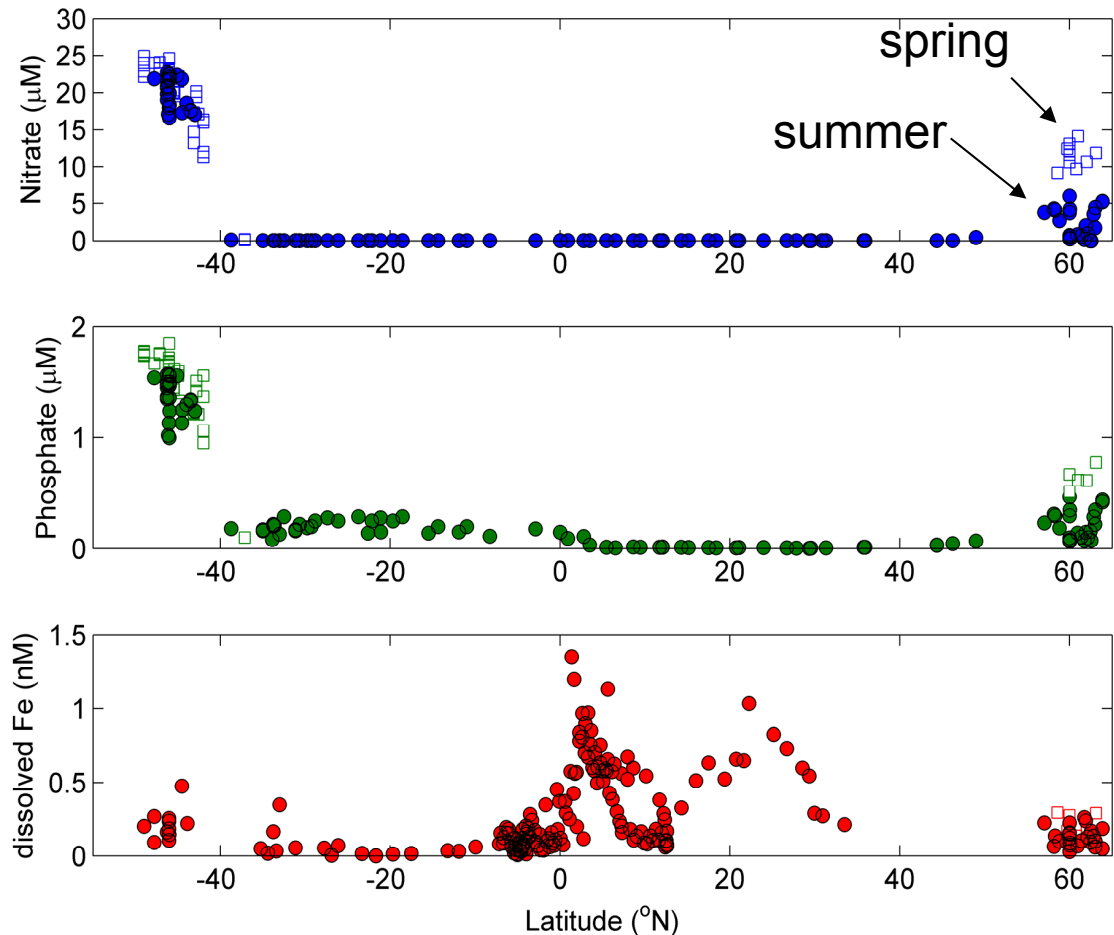 30
25
20
15
10
5
0
Nitrate (μM)
spring
summer
-40 -20 0 20 40 60
2
1
0
Phosphate (μM)
-40 -20 0 20 40 60
1.5
1
0.5
0
dissolved Fe (nM)
-40 -20 0 20 40 60
Latitude (°N)